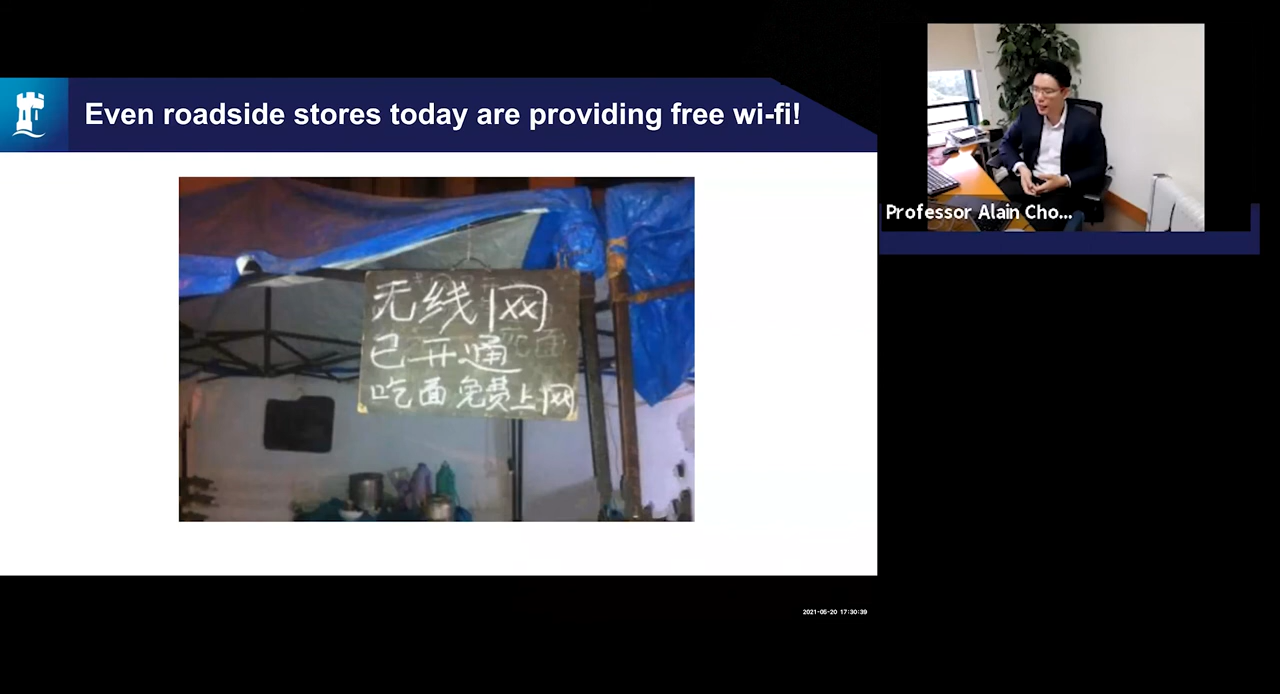 Even roadside stores today are providing free wi-fi!
Professor Alain Cho...
无线网
已开通
吃面 免费上网
2021-05-20 17:30:39